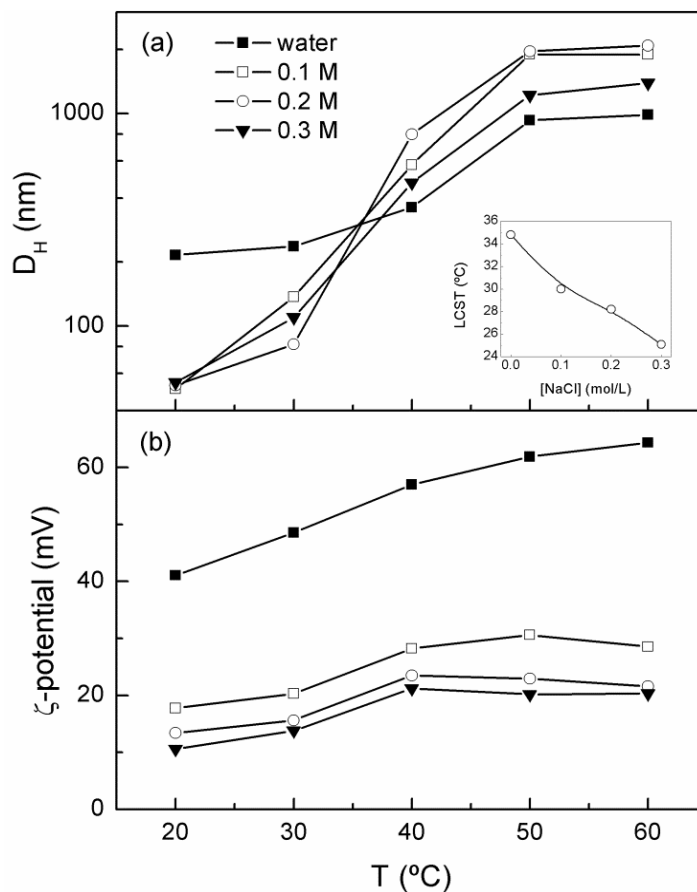 (a)
water
0.1 M
0.2 M
0.3 M
1000
100
D_H (nm)
36
34
32
30
28
26
24
LCST (ºC)
0.0 0.1 0.2 0.3
[NaCl] (mol/L)
(b)
60
40
20
0
ζ-potential (mV)
20 30 40 50 60
T (ºC)